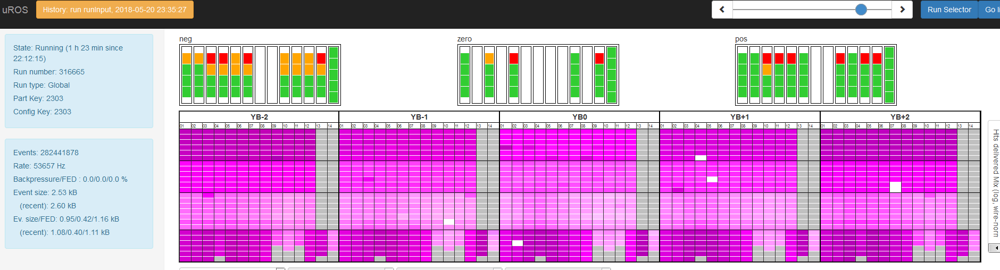 uROS
History: run runInput, 2018-05-20 23:35:27
Run Selector
Go li
State: Running (1 h 23 min since
22:12:15)
Run number: 316665
Run type: Global
Part Key: 2303
Config Key: 2303
Events: 282441878
Rate: 53657 Hz
Backpressure/FED : 0.0/0.0/0.0 %
Event size: 2.53 kB
(recent): 2.60 kB
Ev. size/FED: 0.95/0.42/1.16 kB
(recent): 1.08/0.40/1.11 kB
neg
zero
pos
YB-2 YB-1 YB0 YB+1 YB+2
01 02 03 04 05 06 07 08 09 10 11 12 13 14 01 02 03 04 05 06 07 08 09 10 11 12 13 14 01 02 03 04 05 06 07 08 09 10 11 12 13 14 01 02 03 04 05 06 07 08 09 10 11 12 13 14 01 02 03 04 05 06 07 08 09 10 11 12 13 14
Hits delivered Mix (log, wire-norm